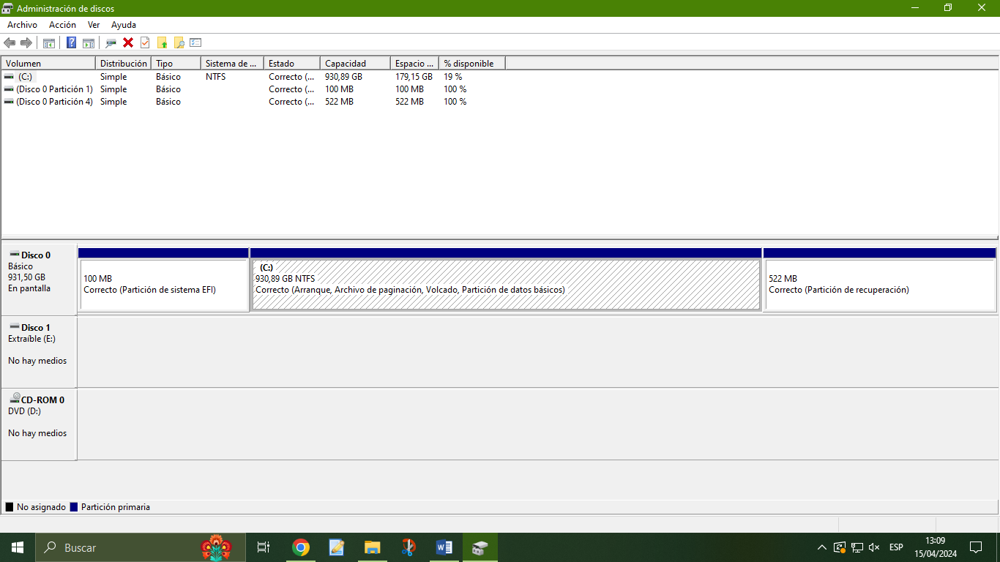 Administración de discos
Archivo Acción Ver Ayuda
Volumen Distribución Tipo Sistema de ... Estado Capacidad Espacio ... % disponible
(C:) Simple Básico NTFS Correcto (... 930,89 GB 179,15 GB 19 %
(Disco 0 Partición 1) Simple Básico Correcto (... 100 MB 100 MB 100 %
(Disco 0 Partición 4) Simple Básico Correcto (... 522 MB 522 MB 100 %
Disco 0
Básico
931,50 GB
En pantalla
100 MB
Correcto (Partición de sistema EFI)
(C:)
930,89 GB NTFS
Correcto (Arranque, Archivo de paginación, Volcado, Partición de datos básicos)
522 MB
Correcto (Partición de recuperación)
Disco 1
Extraíble (E:)
No hay medios
CD-ROM 0
DVD (D:)
No hay medios
No asignado Partición primaria
Buscar
ESP
13:09
15/04/2024